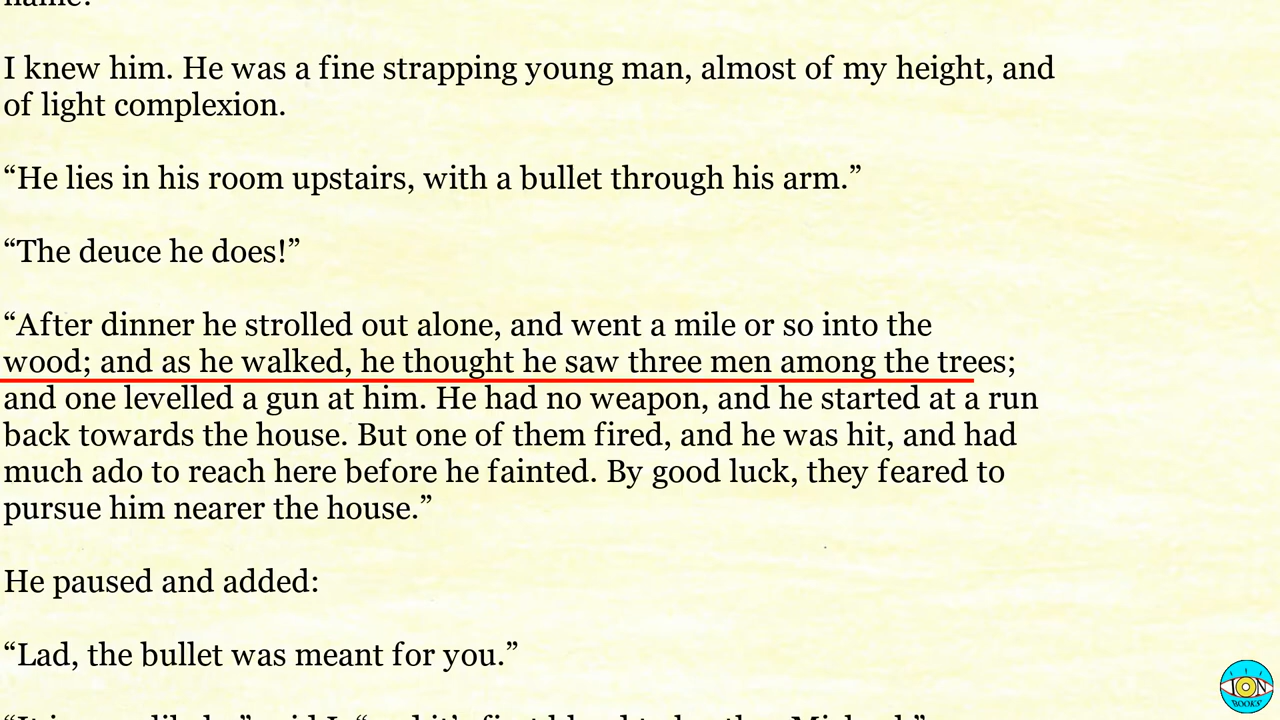 name?
I knew him. He was a fine strapping young man, almost of my height, and
of light complexion.
“He lies in his room upstairs, with a bullet through his arm.”
“The deuce he does!”
“After dinner he strolled out alone, and went a mile or so into the
wood; and as he walked, he thought he saw three men among the trees;
and one levelled a gun at him. He had no weapon, and he started at a run
back towards the house. But one of them fired, and he was hit, and had
much ado to reach here before he fainted. By good luck, they feared to
pursue him nearer the house.”
He paused and added:
“Lad, the bullet was meant for you.”
ION
BOOKS